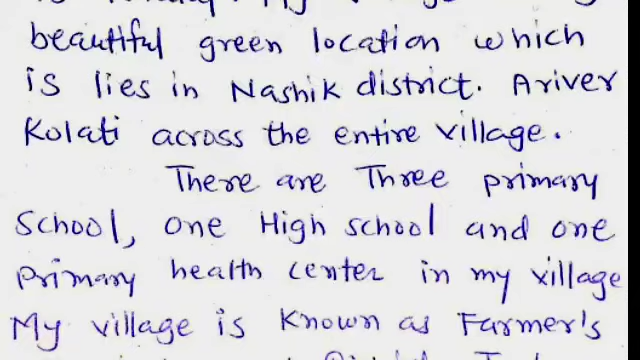 beautiful green location which
is lies in Nashik district. Ariver
Kolati across the entire village.
There are Three primary
School, one High school and one
Primary health center in my village
My village is known as Farmer's